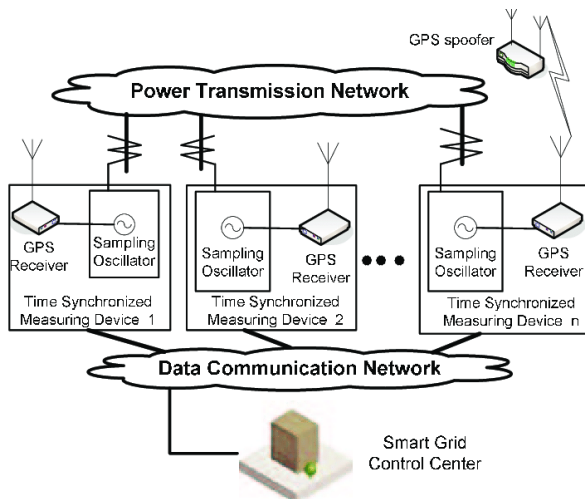 GPS spoofer
Power Transmission Network
GPS
Receiver
Sampling
Oscillator
Time Synchronized
Measuring Device 1
Sampling
Oscillator
GPS
Receiver
Time Synchronized
Measuring Device 2
Sampling
Oscillator
GPS
Receiver
Time Synchronized
Measuring Device n
Data Communication Network
Smart Grid
Control Center